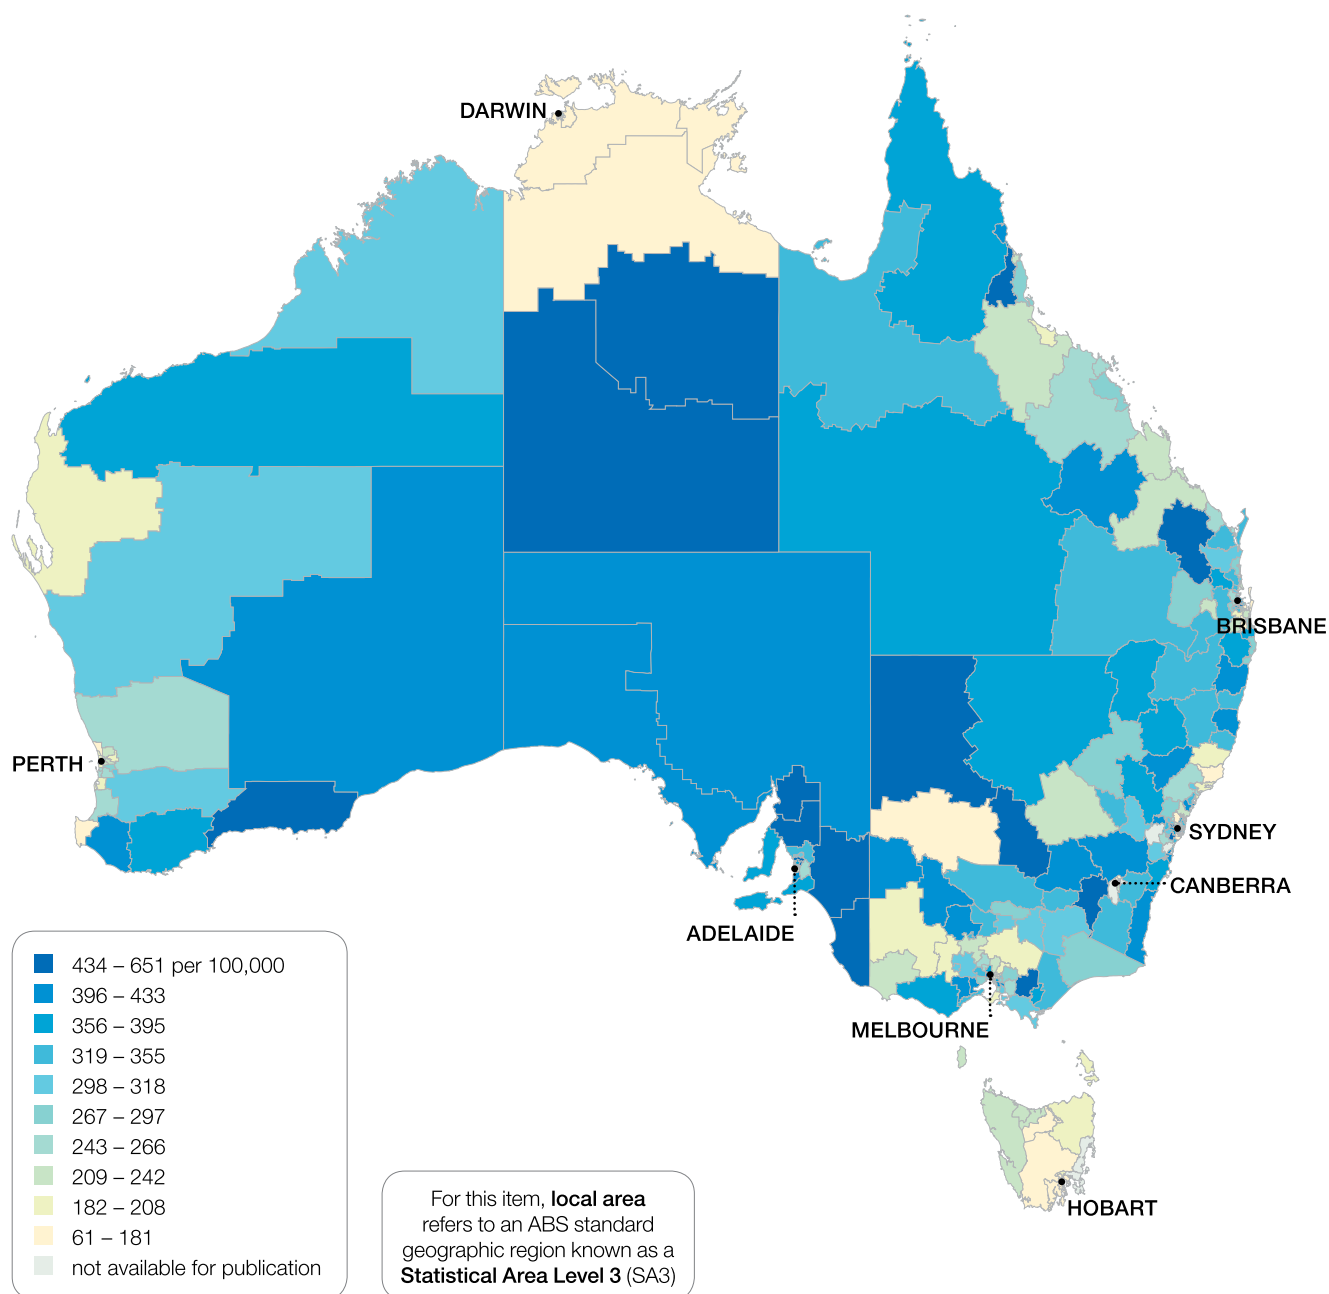 DARWIN
BRISBANE
PERTH
SYDNEY
CANBERRA
ADELAIDE
MELBOURNE
HOBART
434 – 651 per 100,000
396 – 433
356 – 395
319 – 355
298 – 318
267 – 297
243 – 266
209 – 242
182 – 208
61 – 181
not available for publication
For this item, local area
refers to an ABS standard
geographic region known as a
Statistical Area Level 3 (SA3)